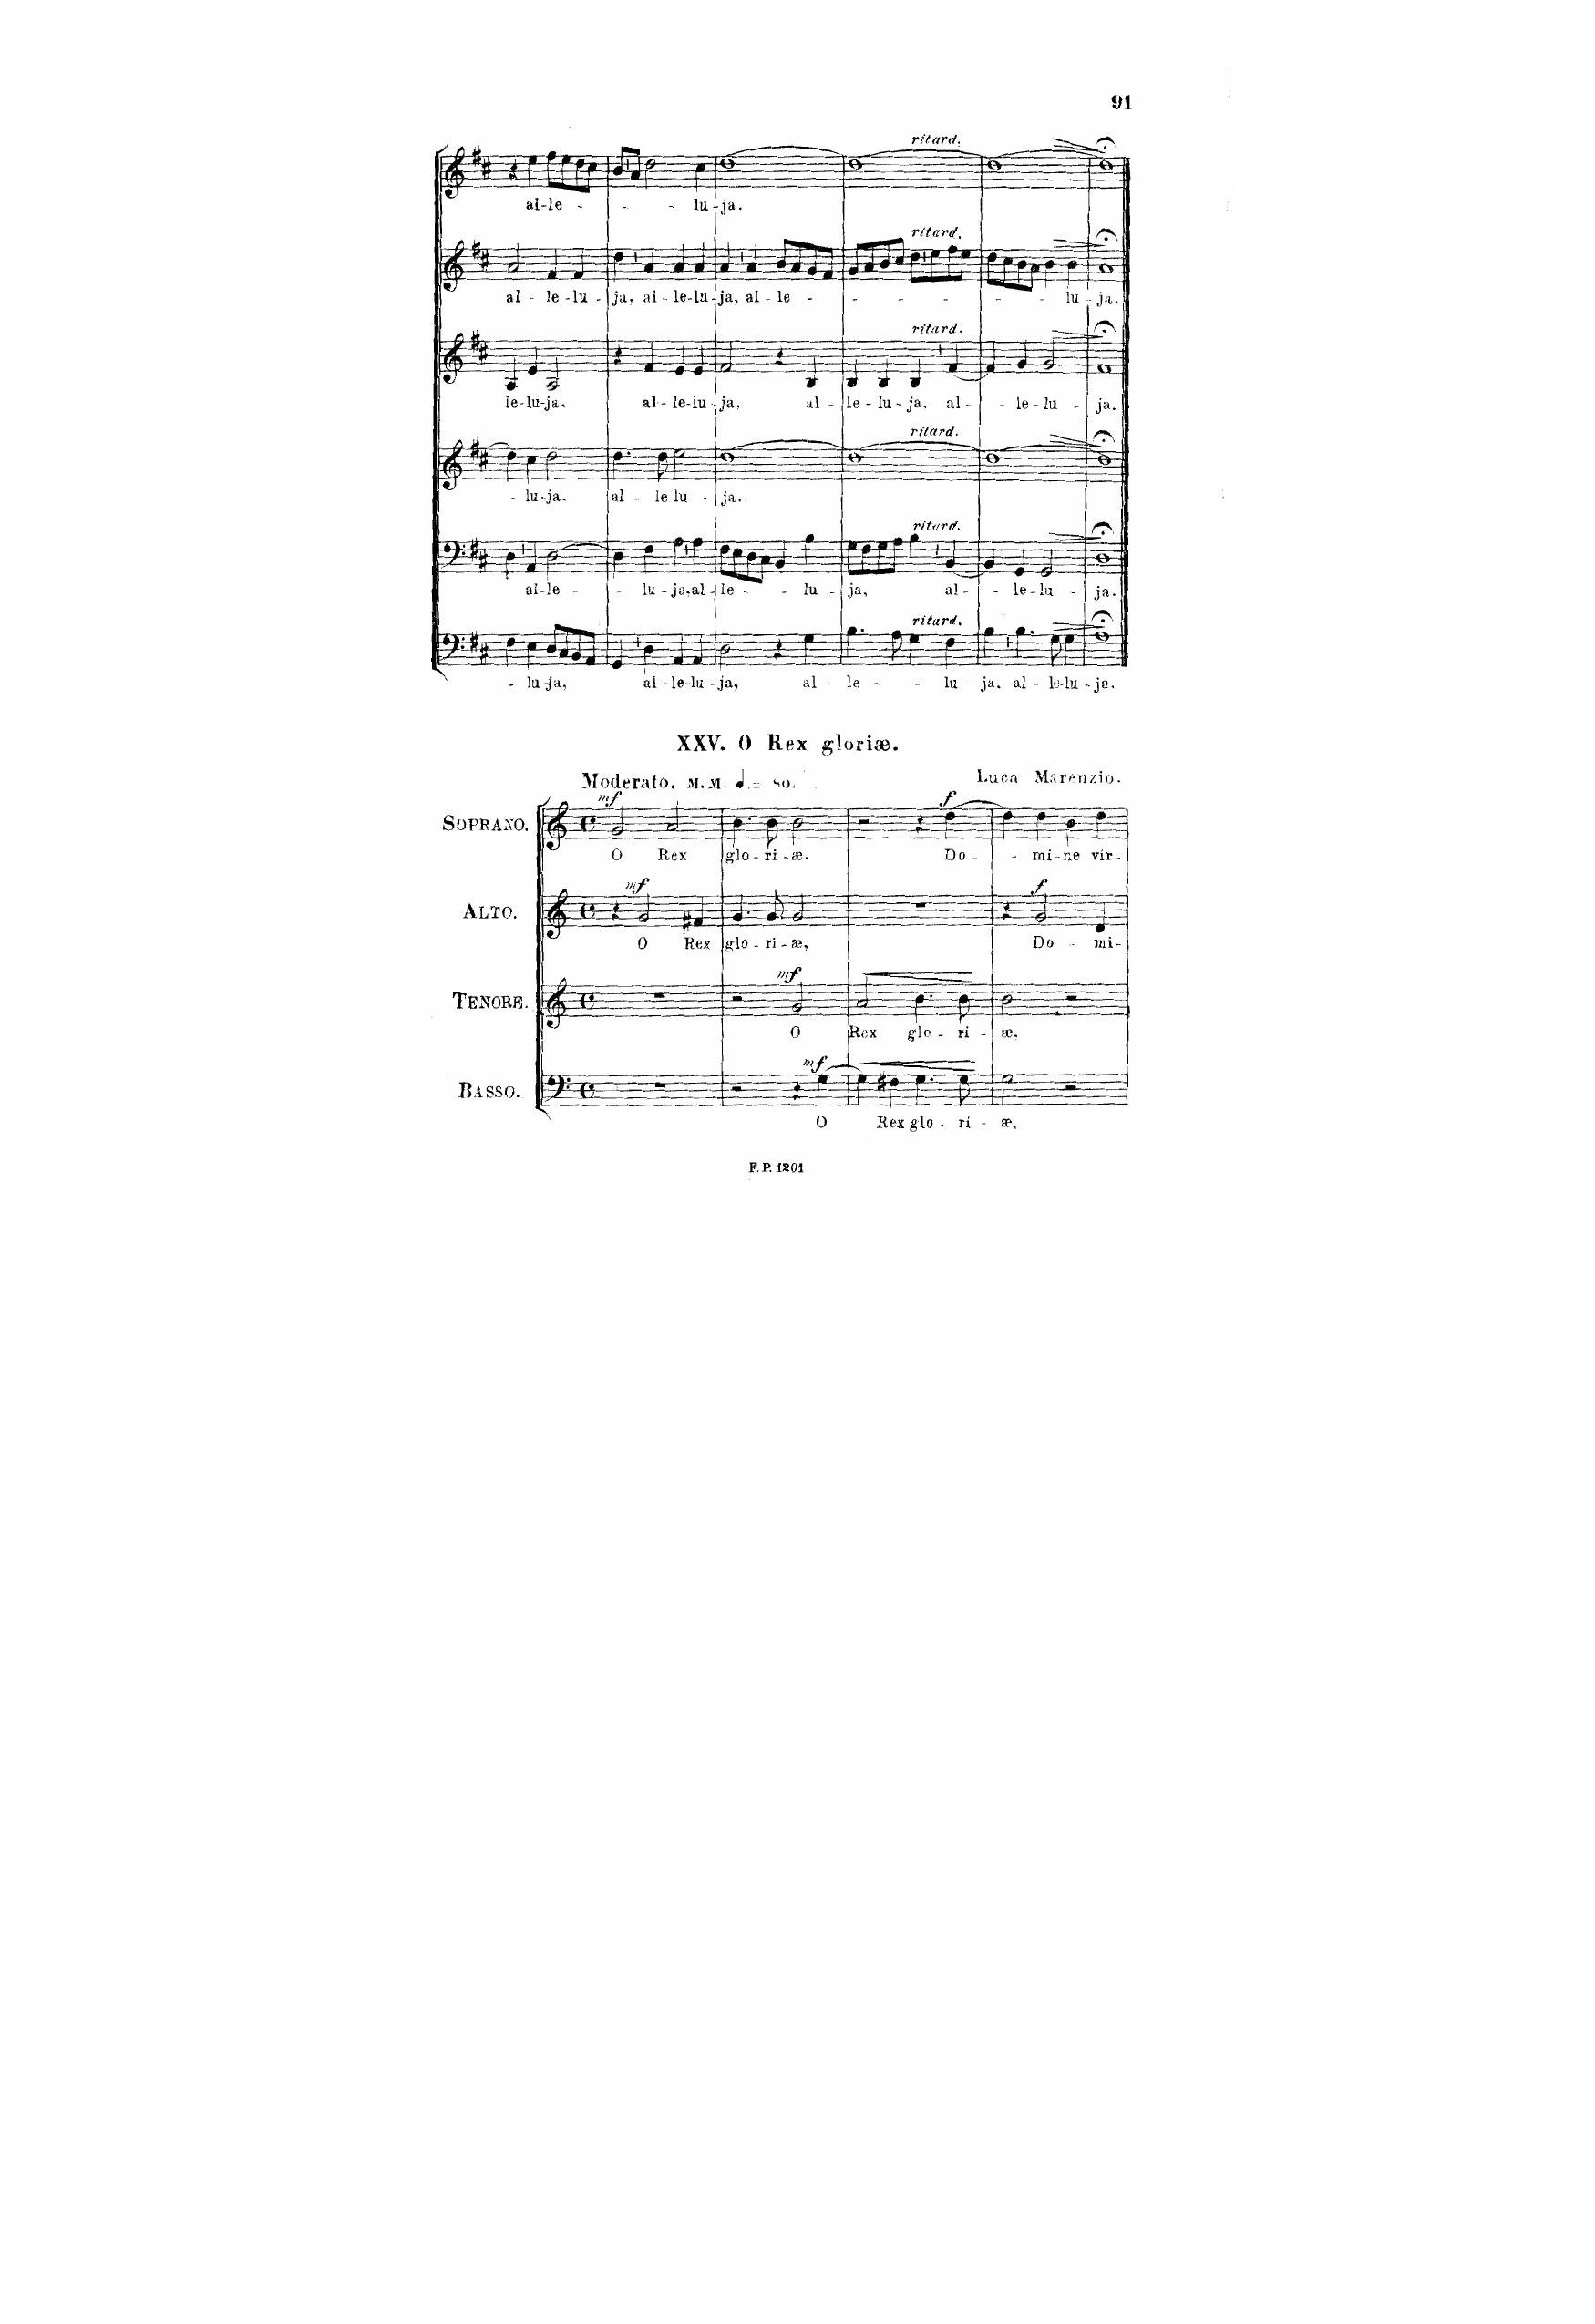 91
ritard.
al-le - - - lu-ja.
ritard.
al - le-lu - ja, al - le-lu-ja, al - le - - - - - - lu - ja.
ritard.
le-lu-ja. al - le-lu-ja, al - le - lu - ja. al - - le-lu - ja.
ritard.
- lu-ja. al - le-lu - ja.
ritard.
al-le - - lu-ja,al-le - - lu - ja, al - - le-lu - ja.
ritard.
- lu-ja, al-le-lu-ja, al - le - - lu - ja. al - le-lu - ja.
XXV. O Rex gloriæ.
Moderato. M.M. = 80. Luca Marenzio.
mf f
SOPRANO.
O Rex glo-ri-æ. Do - - mi-ne vir-
mf f
ALTO.
O Rex glo-ri-æ, Do - mi-
mf
TENORE.
O Rex glo - ri - æ.
mf
BASSO.
O Rex glo - ri - æ,
F. P. 1201